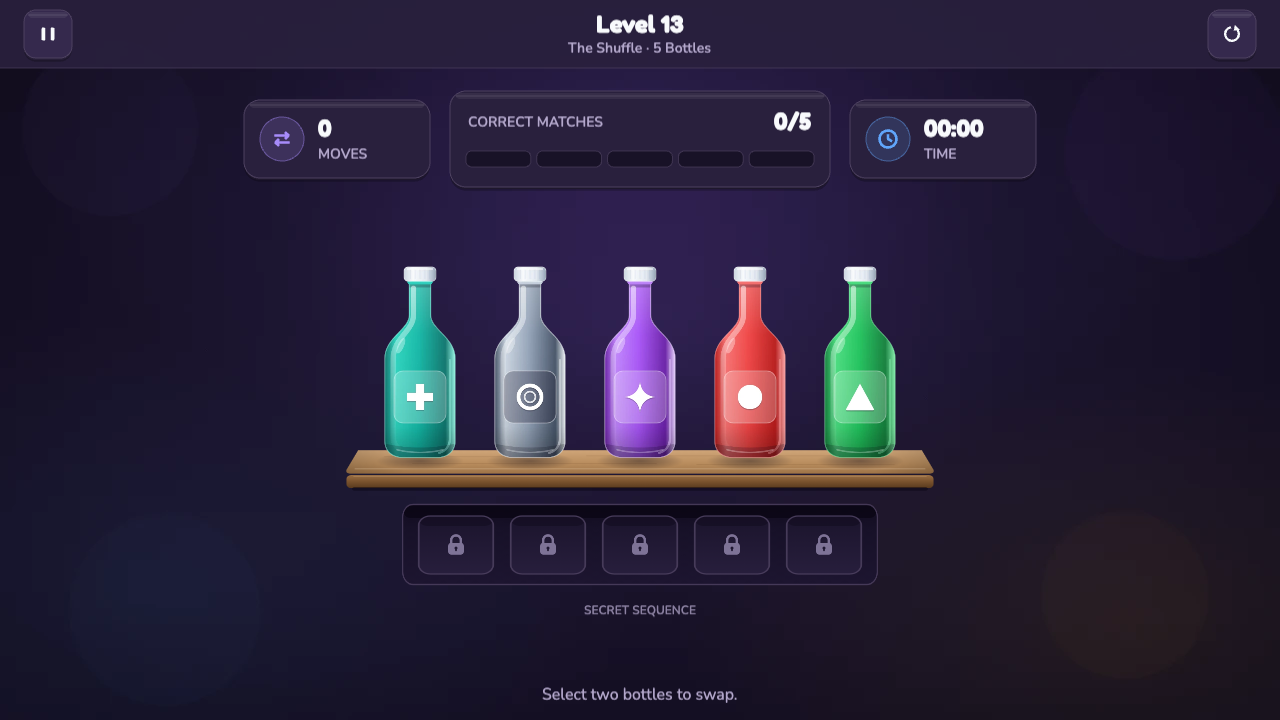 Level 13
The Shuffle · 5 Bottles
0
MOVES
CORRECT MATCHES
0/5
00:00
TIME
SECRET SEQUENCE
Select two bottles to swap.